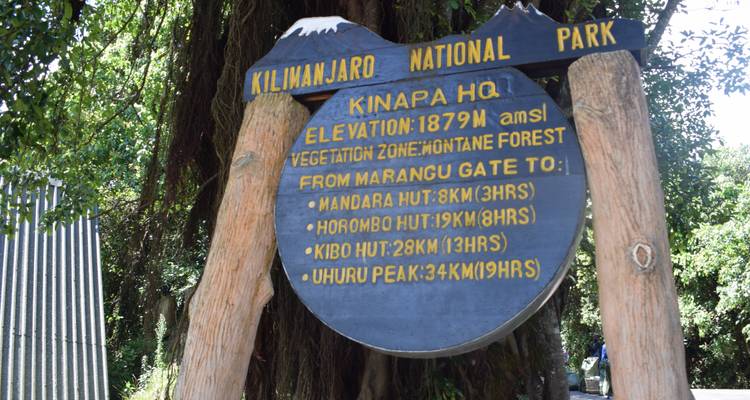 KILIMANJARO NATIONAL PARK
KINAPA HQ
ELEVATION:1879M amsl
VEGETATION ZONE:MONTANE FOREST
FROM MARANGU GATE TO:
• MANDARA HUT:8KM(3HRS)
• HOROMBO HUT:19KM(8HRS)
• KIBO HUT:28KM(13HRS)
• UHURU PEAK:34KM(19HRS)